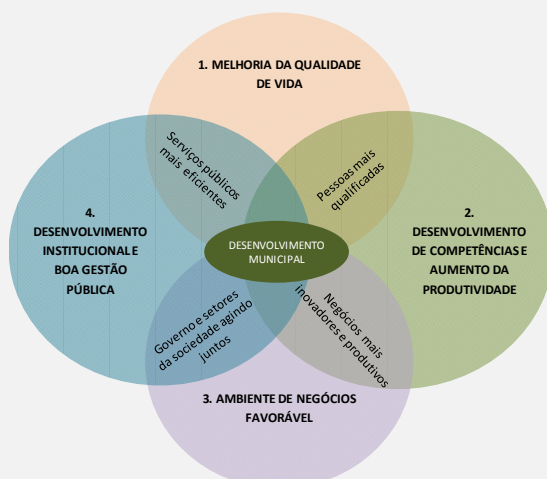 1. MELHORIA DA QUALIDADE
DE VIDA
Serviços públicos
mais eficientes
Pessoas mais
qualificadas
4.
DESENVOLVIMENTO
INSTITUCIONAL E
BOA GESTÃO
PÚBLICA
DESENVOLVIMENTO
MUNICIPAL
2.
DESENVOLVIMENTO
DE COMPETÊNCIAS E
AUMENTO DA
PRODUTIVIDADE
Governo e setores
da sociedade agindo
juntos
Negócios mais
inovadores e produtivos
3. AMBIENTE DE NEGÓCIOS
FAVORÁVEL